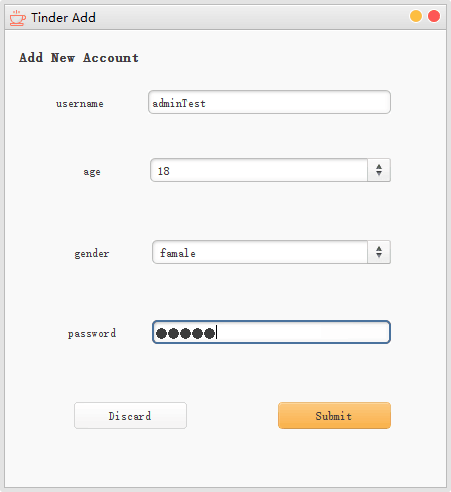 Tinder Add
Add New Account
username adminTest
age 18
gender famale
password ●●●●●
Discard Submit